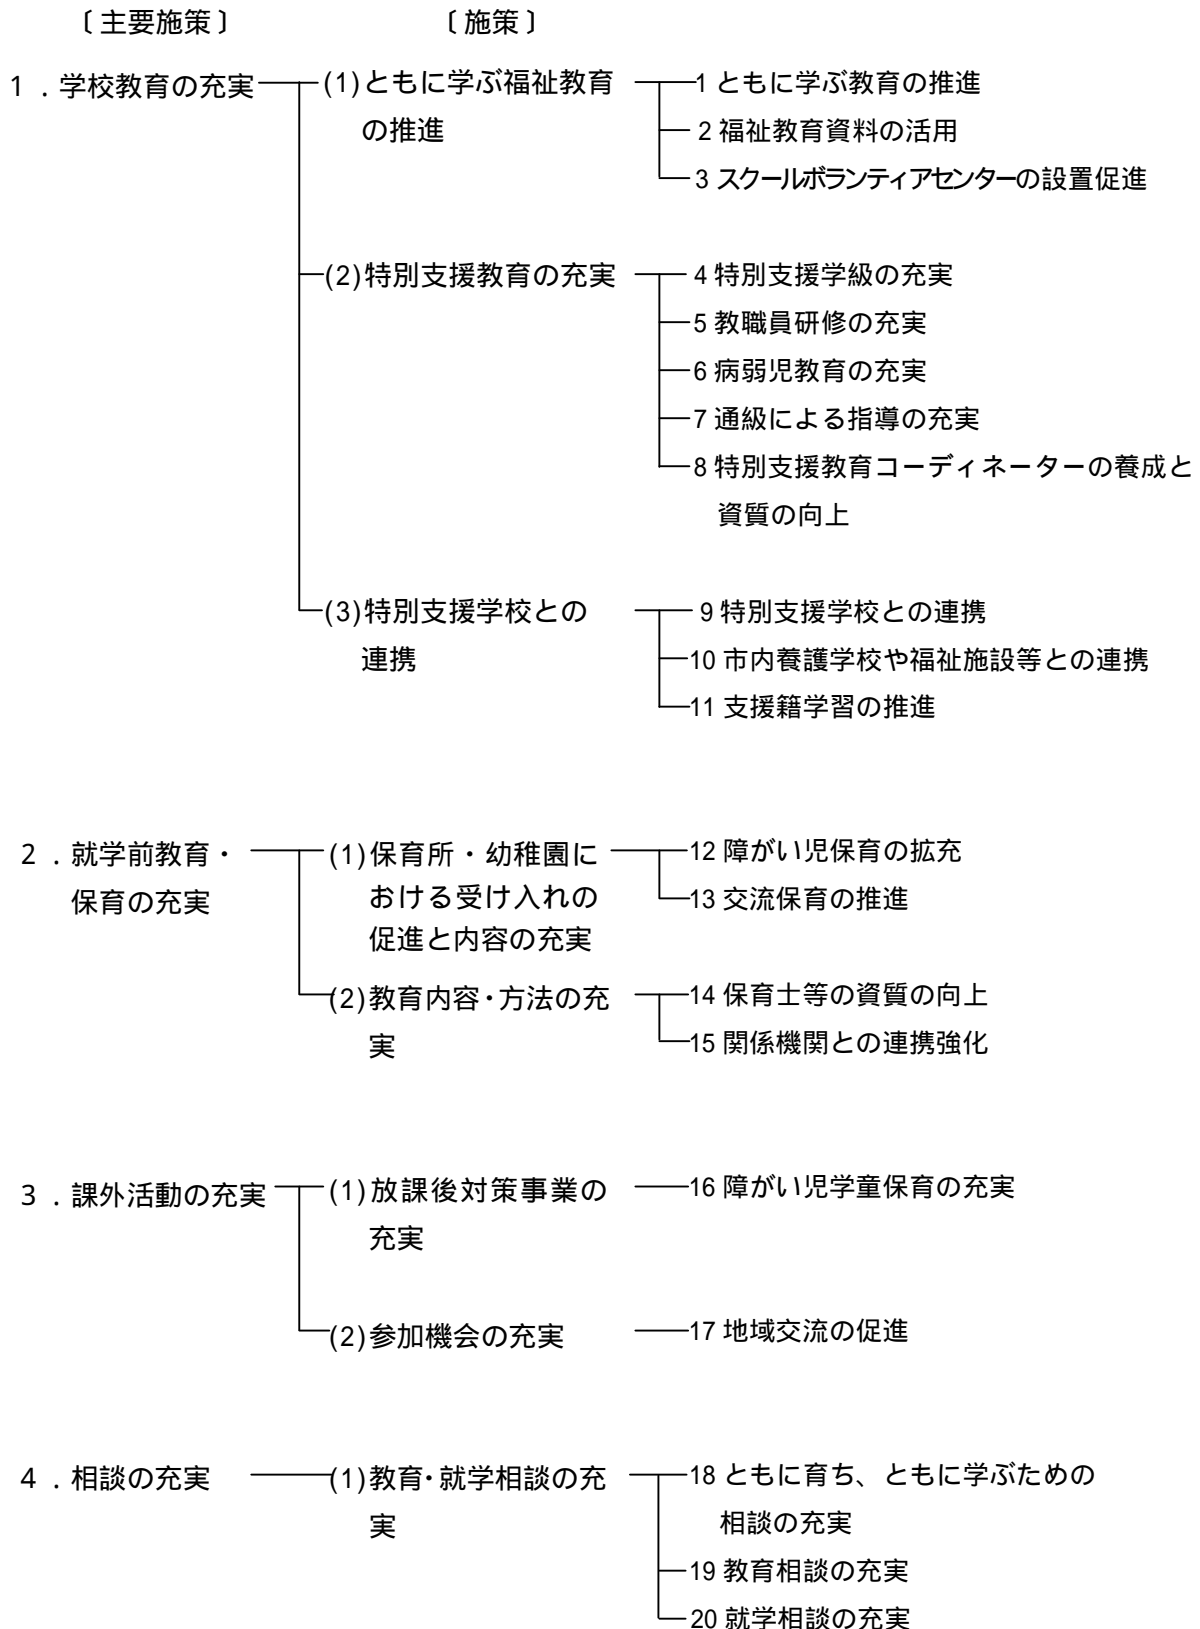 〔主要施策〕 〔施策〕
1．学校教育の充実 (1)ともに学ぶ福祉教育 1 ともに学ぶ教育の推進
の推進 2 福祉教育資料の活用
3 スクールボランティアセンターの設置促進
(2)特別支援教育の充実 4 特別支援学級の充実
5 教職員研修の充実
6 病弱児教育の充実
7 通級による指導の充実
8 特別支援教育コーディネーターの養成と
資質の向上
(3)特別支援学校との 9 特別支援学校との連携
連携 10 市内養護学校や福祉施設等との連携
11 支援籍学習の推進
2．就学前教育・ (1)保育所・幼稚園に 12 障がい児保育の拡充
保育の充実 おける受け入れの 13 交流保育の推進
促進と内容の充実
(2)教育内容・方法の充 14 保育士等の資質の向上
実 15 関係機関との連携強化
3．課外活動の充実 (1)放課後対策事業の 16 障がい児学童保育の充実
充実
(2)参加機会の充実 17 地域交流の促進
4．相談の充実 (1)教育・就学相談の充 18 ともに育ち、ともに学ぶための
実 相談の充実
19 教育相談の充実
20 就学相談の充実